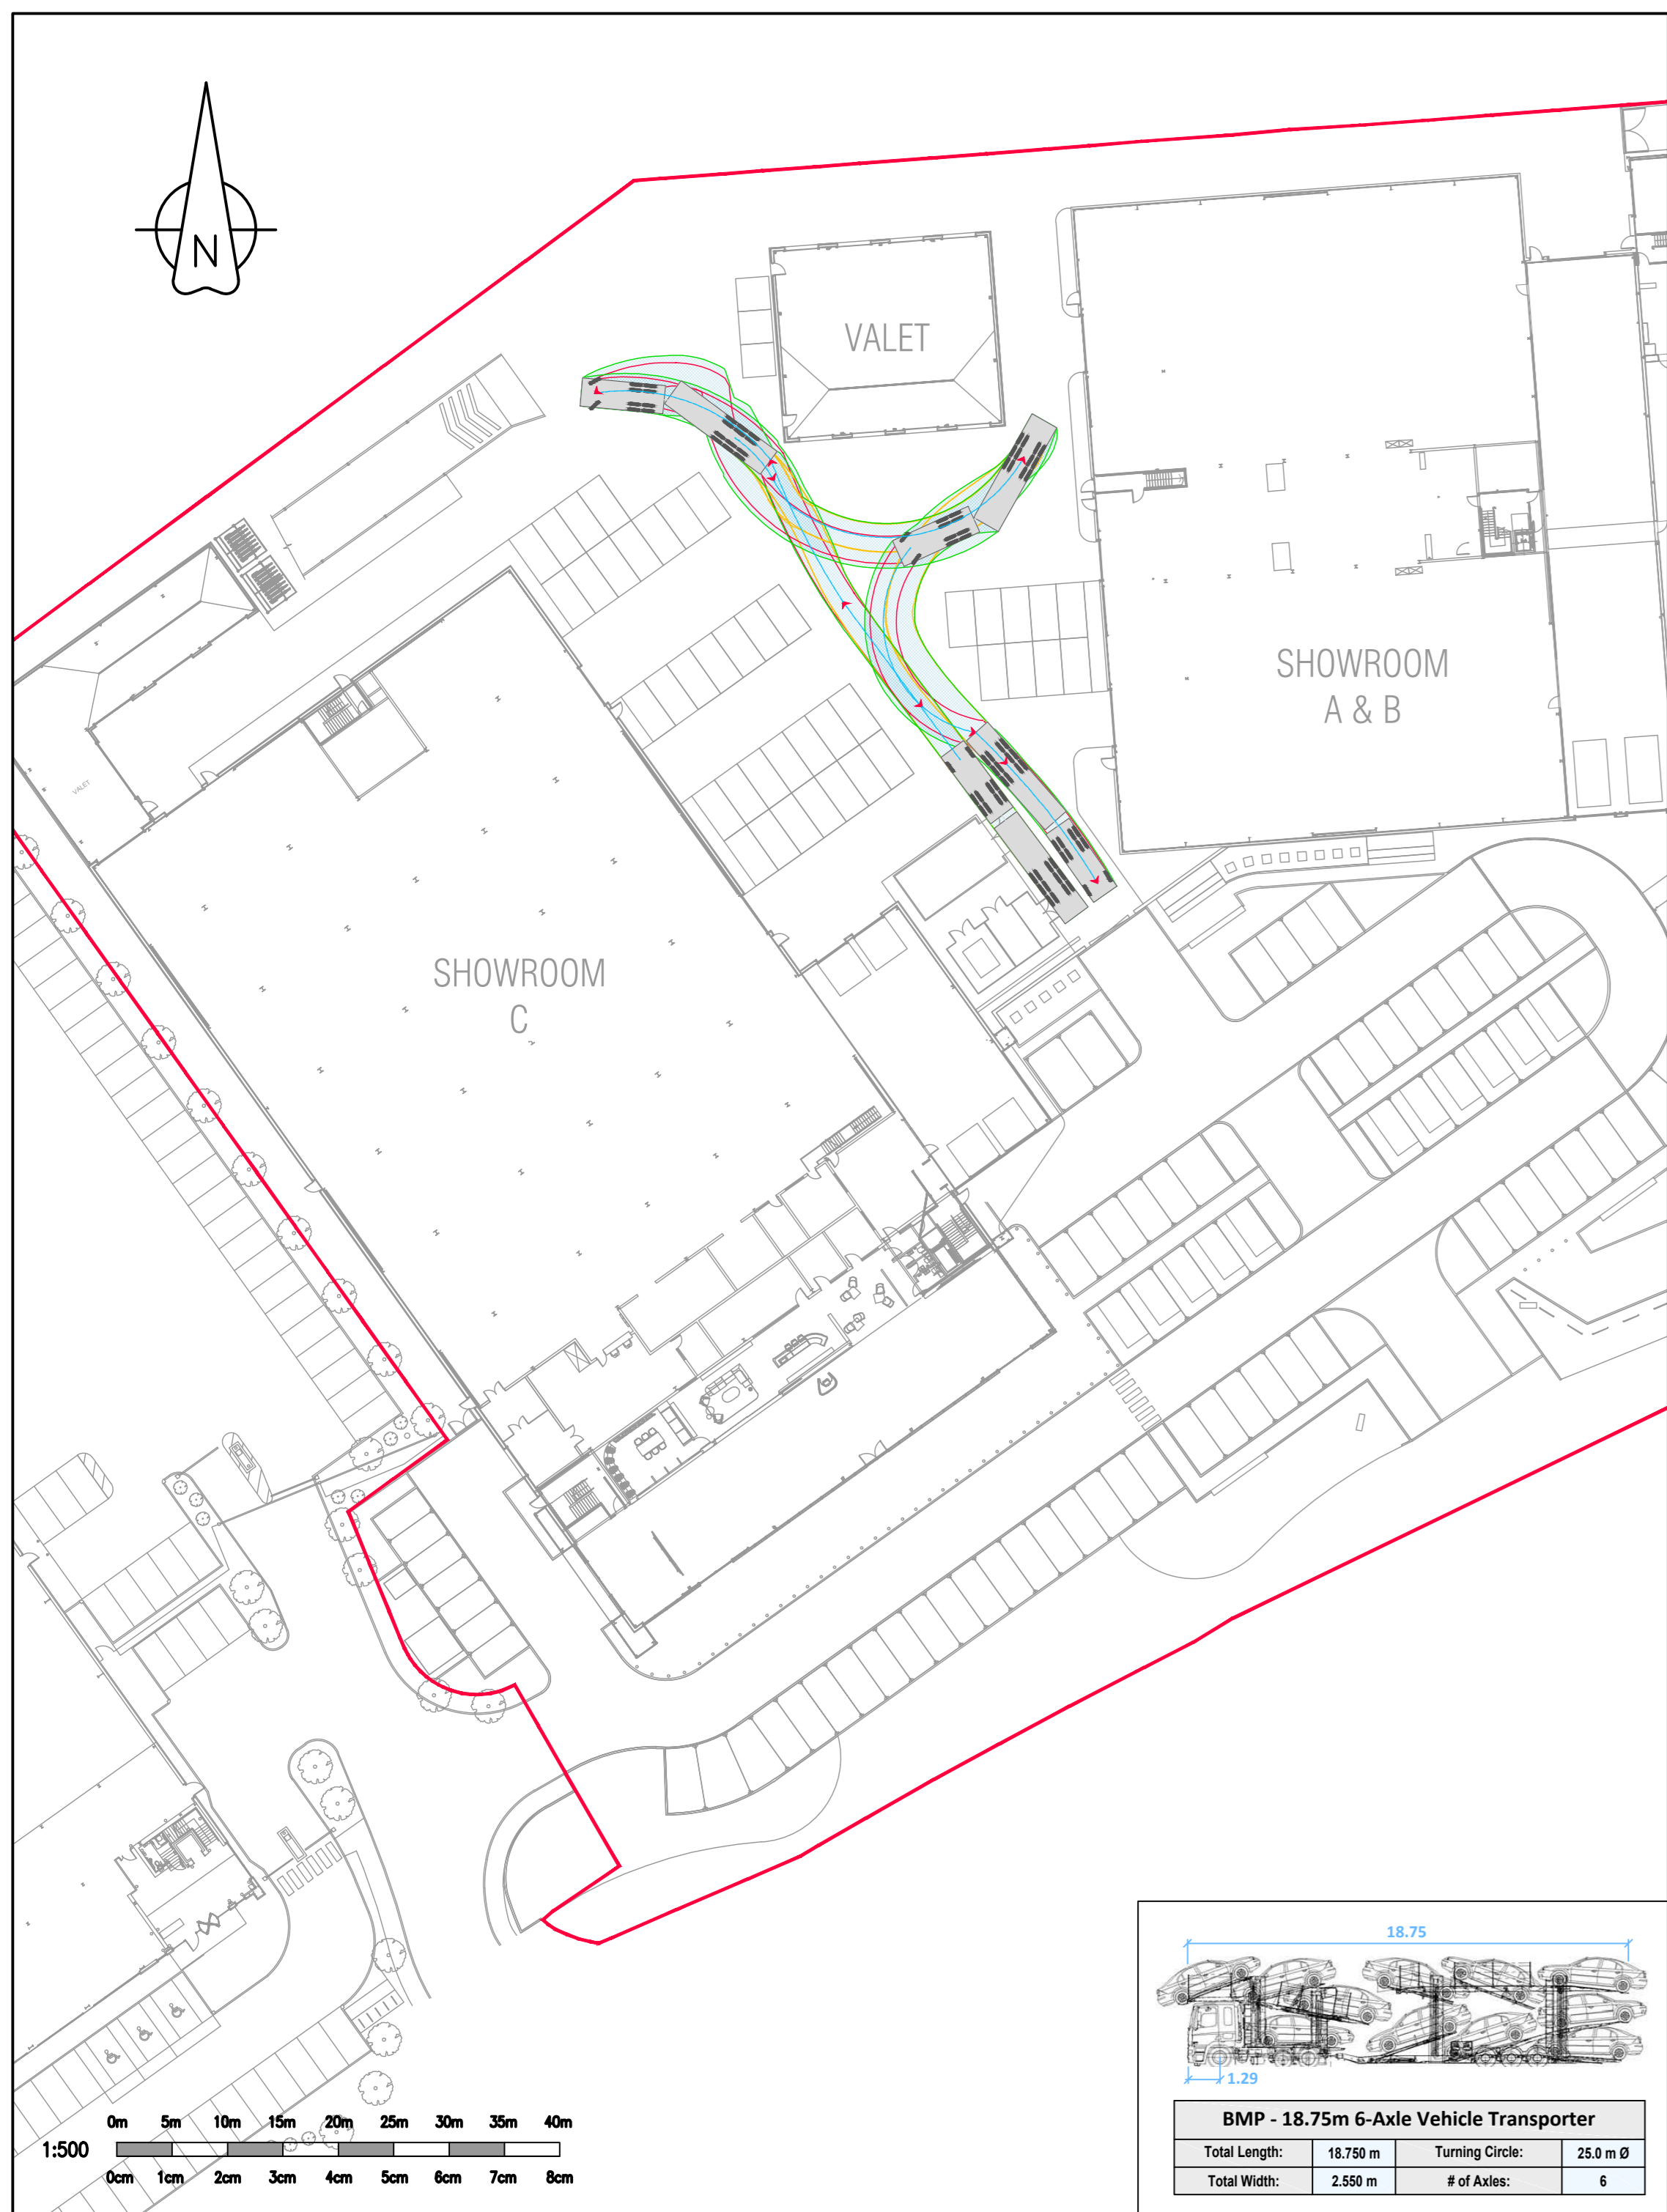 N
VALET
SHOWROOM
A & B
VALET
SHOWROOM
C
18.75
1.29
BMP - 18.75m 6-Axle Vehicle Transporter
Total Length: 18.750 m Turning Circle: 25.0 m Ø
Total Width: 2.550 m # of Axles: 6
0m 5m 10m 15m 20m 25m 30m 35m 40m
1:500
0cm 1cm 2cm 3cm 4cm 5cm 6cm 7cm 8cm